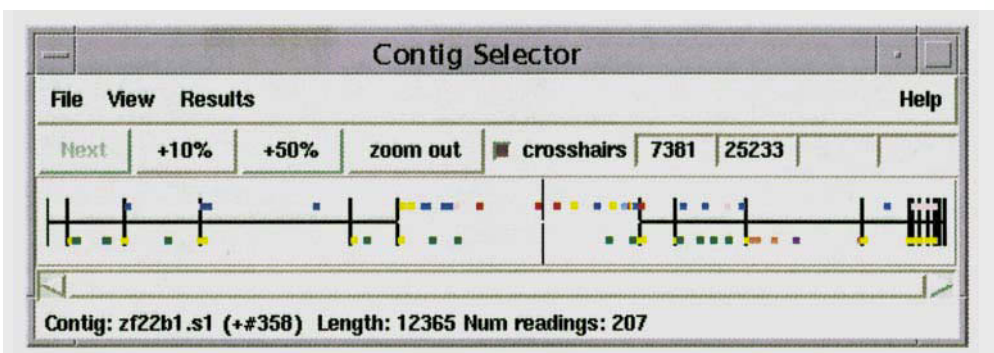 Contig Selector
File View Results Help
Next +10% +50% zoom out crosshairs 7381 25233
Contig: zf22b1.s1 (+#358) Length: 12365 Num readings: 207